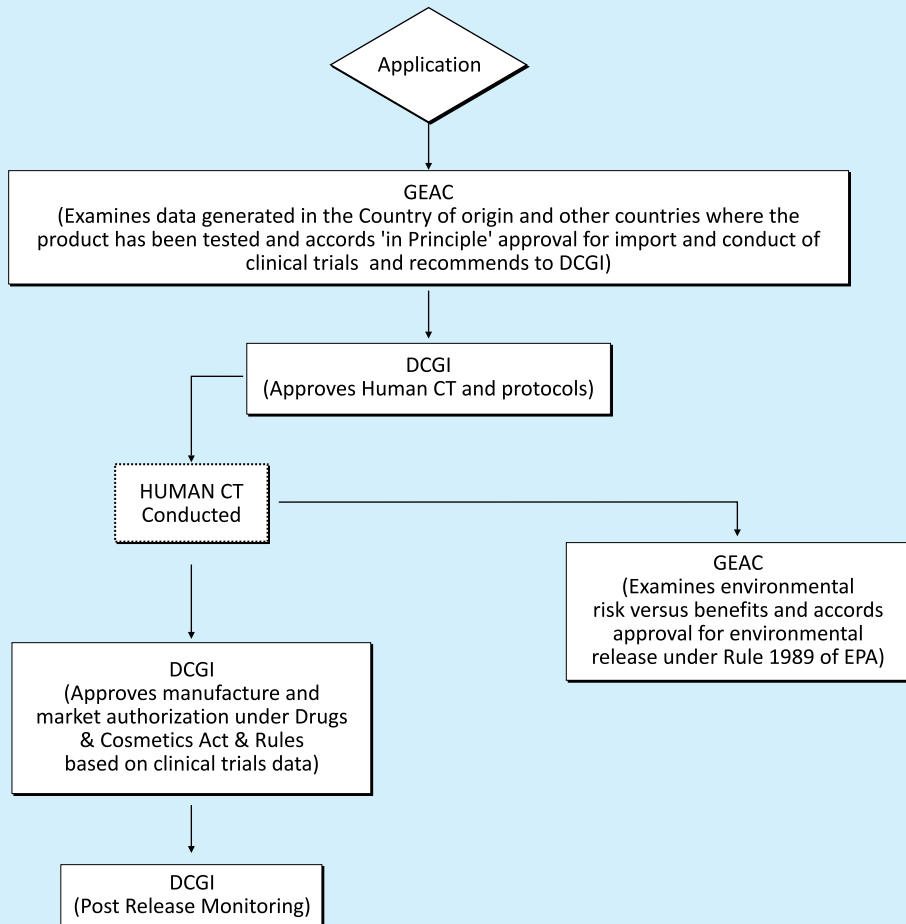 Application
GEAC
(Examines data generated in the Country of origin and other countries where the
product has been tested and accords 'in Principle' approval for import and conduct of
clinical trials  and recommends to DCGI)
DCGI
(Approves Human CT and protocols)
HUMAN CT
Conducted
GEAC
(Examines environmental
risk versus benefits and accords
approval for environmental
release under Rule 1989 of EPA)
DCGI
(Approves manufacture and
market authorization under Drugs
& Cosmetics Act & Rules
based on clinical trials data)
DCGI
(Post Release Monitoring)